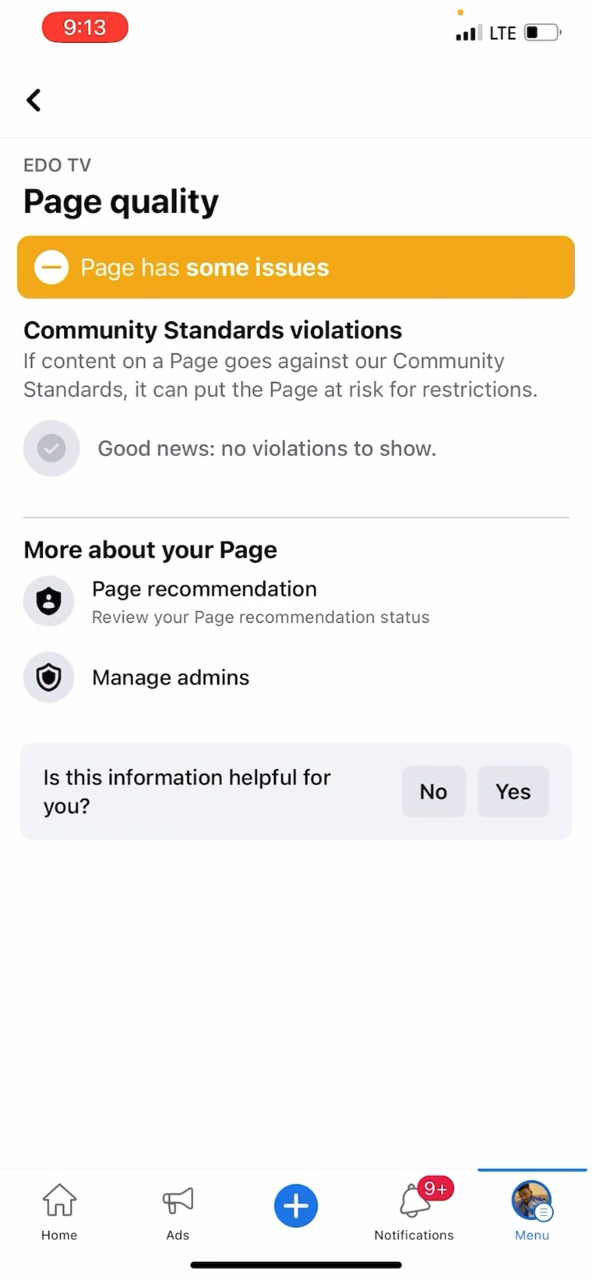 9:13
LTE
EDO TV
Page quality
Page has some issues
Community Standards violations
If content on a Page goes against our Community
Standards, it can put the Page at risk for restrictions.
Good news: no violations to show.
More about your Page
Page recommendation
Review your Page recommendation status
Manage admins
Is this information helpful for
you?
No
Yes
9+
Home
Ads
Notifications
Menu